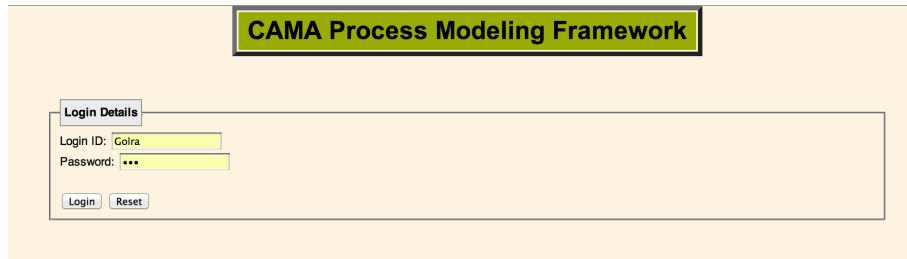 CAMA Process Modeling Framework
Login Details
Login ID: Golra
Password: •••
Login Reset